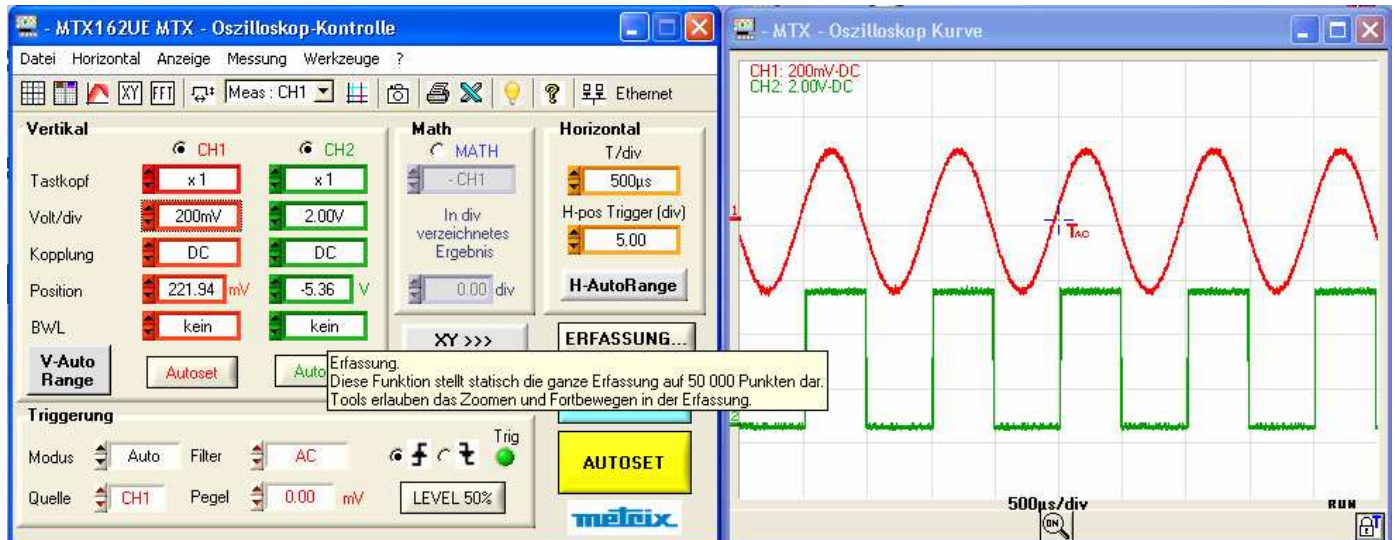 - MTX162UE MTX - Oszilloskop-Kontrolle
Datei Horizontal Anzeige Messung Werkzeuge ?
XY FFT Meas : CH1 Ethernet
Vertikal
CH1 CH2
Tastkopf x 1 x 1
Volt/div 200mV 2.00V
Kopplung DC DC
Position 221.94 mV -5.36 V
BWL kein kein
V-Auto
Range
Autoset
Auto
Math
MATH
- CH1
In div
verzeichnetes
Ergebnis
0.00 div
XY >>>
Horizontal
T/div
500µs
H-pos Trigger (div)
5.00
H-AutoRange
ERFASSUNG...
Erfassung.
Diese Funktion stellt statisch die ganze Erfassung auf 50 000 Punkten dar.
Tools erlauben das Zoomen und Fortbewegen in der Erfassung.
Triggerung
Trig
Modus Auto Filter AC
Quelle CH1 Pegel 0.00 mV LEVEL 50%
AUTOSET
metrix
- MTX - Oszilloskop Kurve
CH1: 200mV-DC
CH2: 2.00V-DC
1
TAC
2
500µs/div
RUN
ON
T